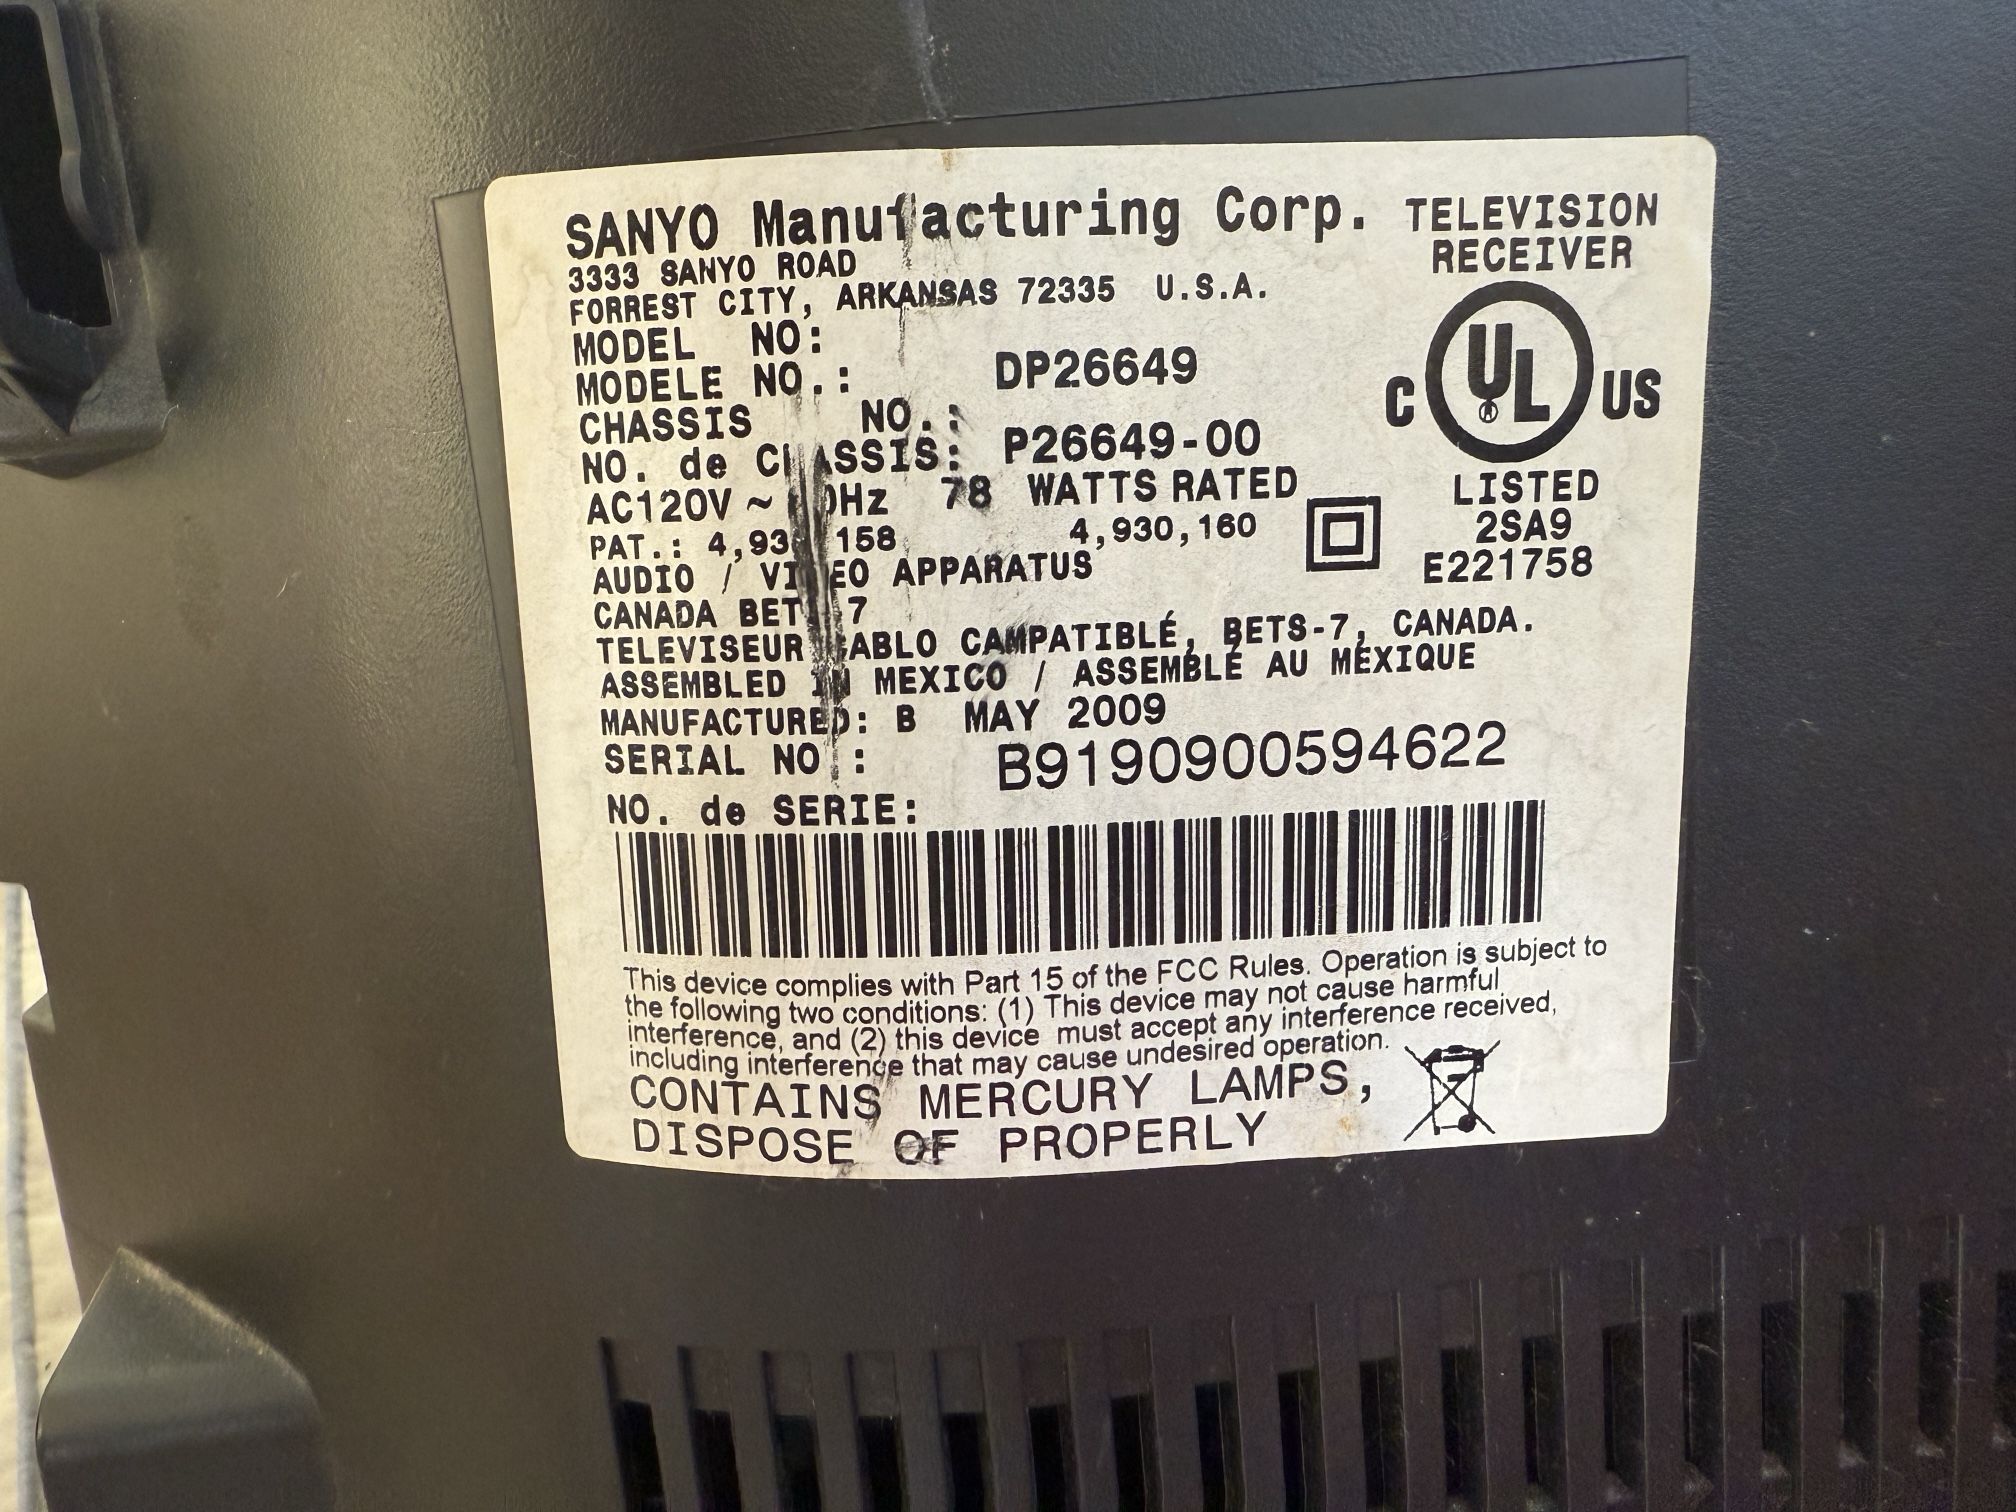 SANYO Manufacturing Corp.
TELEVISION
RECEIVER
3333 SANYO ROAD
FORREST CITY, ARKANSAS 72335 U.S.A.
MODEL NO:
MODELE NO.: DP26649
CHASSIS NO.:
NO. de CHASSIS: P26649-00
AC120V ~ 60Hz 78 WATTS RATED
PAT.: 158 4,930,160
AUDIO / VIDEO APPARATUS
CANADA BETS-7
TELEVISEUR CABLO CAMPATIBLÉ, BETS-7, CANADA.
ASSEMBLED IN MEXICO / ASSEMBLÉ AU MÉXIQUE
MANUFACTURED: B MAY 2009
SERIAL NO.: B9190900594622
NO. de SERIE:
C UL US
®
LISTED
2SA9
E221758
This device complies with Part 15 of the FCC Rules. Operation is subject to
the following two conditions: (1) This device may not cause harmful
interference, and (2) this device must accept any interference received,
including interference that may cause undesired operation.
CONTAINS MERCURY LAMPS,
DISPOSE OF PROPERLY